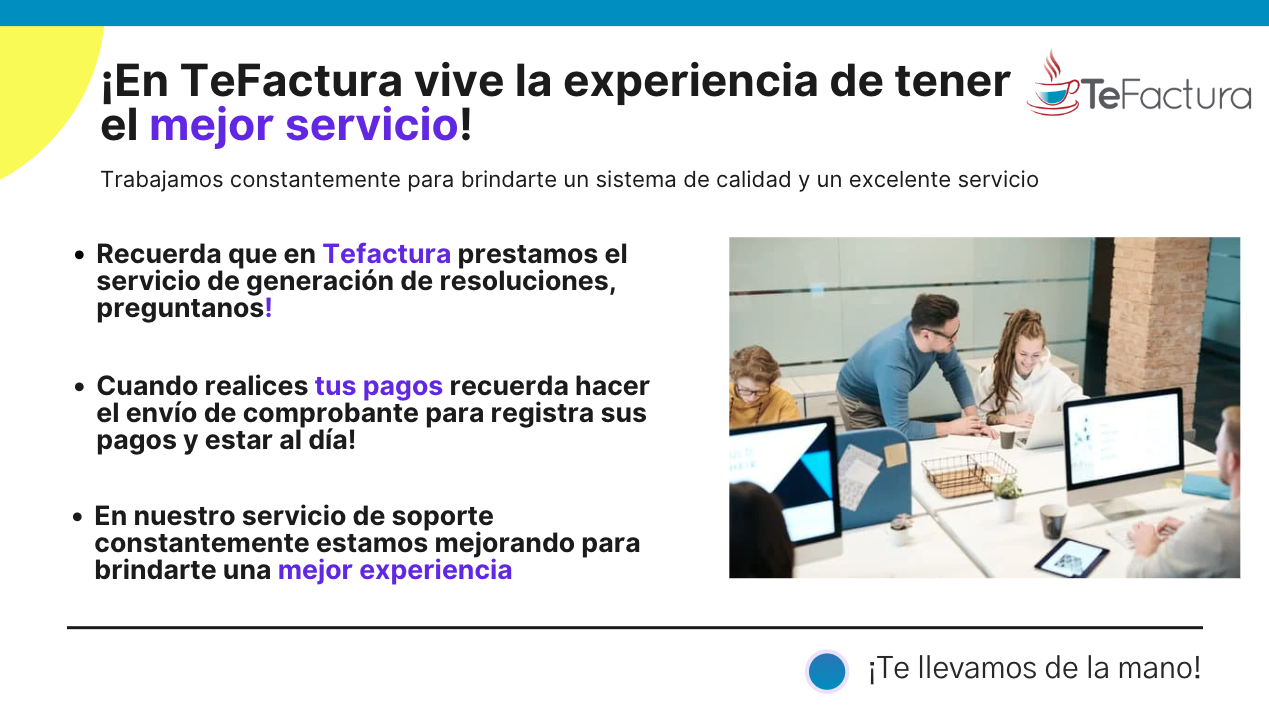 ¡En TeFactura vive la experiencia de tener
el mejor servicio!
TeFactura
Trabajamos constantemente para brindarte un sistema de calidad y un excelente servicio
• Recuerda que en Tefactura prestamos el
servicio de generación de resoluciones,
preguntanos!
• Cuando realices tus pagos recuerda hacer
el envío de comprobante para registra sus
pagos y estar al día!
• En nuestro servicio de soporte
constantemente estamos mejorando para
brindarte una mejor experiencia
¡Te llevamos de la mano!